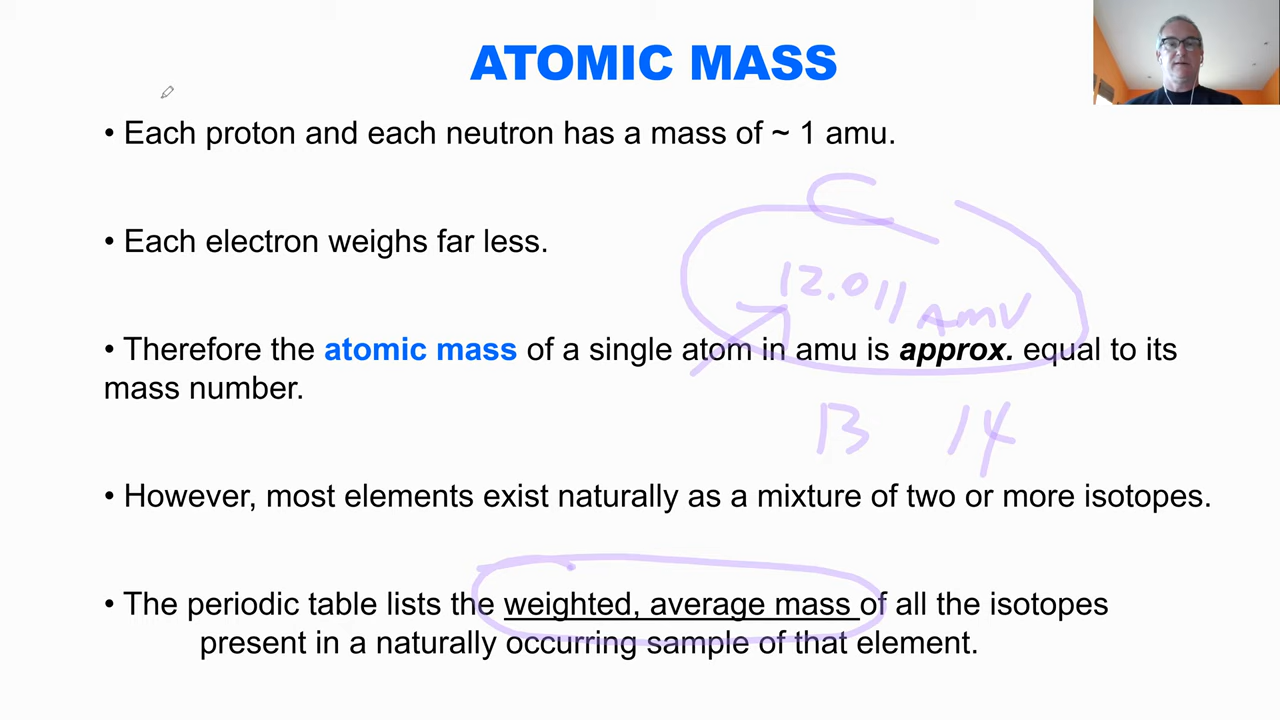 ATOMIC MASS
• Each proton and each neutron has a mass of ~ 1 amu.
C
• Each electron weighs far less.
12.011 AMU
• Therefore the atomic mass of a single atom in amu is approx. equal to its
mass number.
13 14
• However, most elements exist naturally as a mixture of two or more isotopes.
• The periodic table lists the weighted, average mass of all the isotopes
present in a naturally occurring sample of that element.